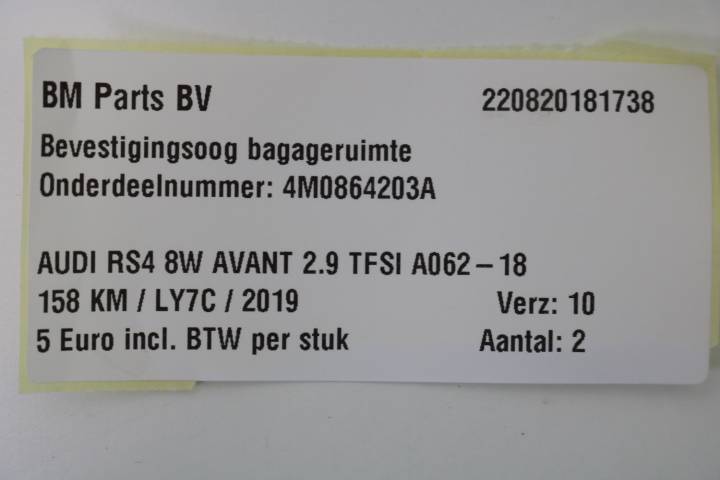 BM Parts BV 220820181738
Bevestigingsoog bagageruimte
Onderdeelnummer: 4M0864203A
AUDI RS4 8W AVANT 2.9 TFSI A062-18
158 KM / LY7C / 2019 Verz: 10
5 Euro incl. BTW per stuk Aantal: 2